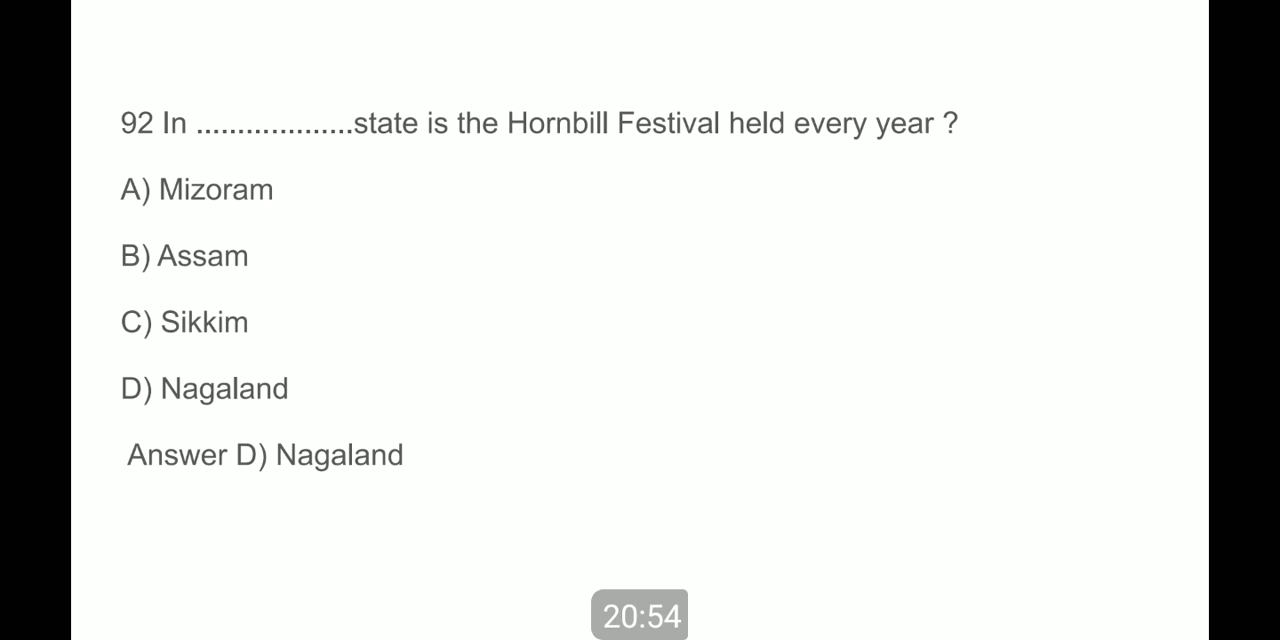 92 In ...................state is the Hornbill Festival held every year ?
A) Mizoram
B) Assam
C) Sikkim
D) Nagaland
Answer D) Nagaland
20:54